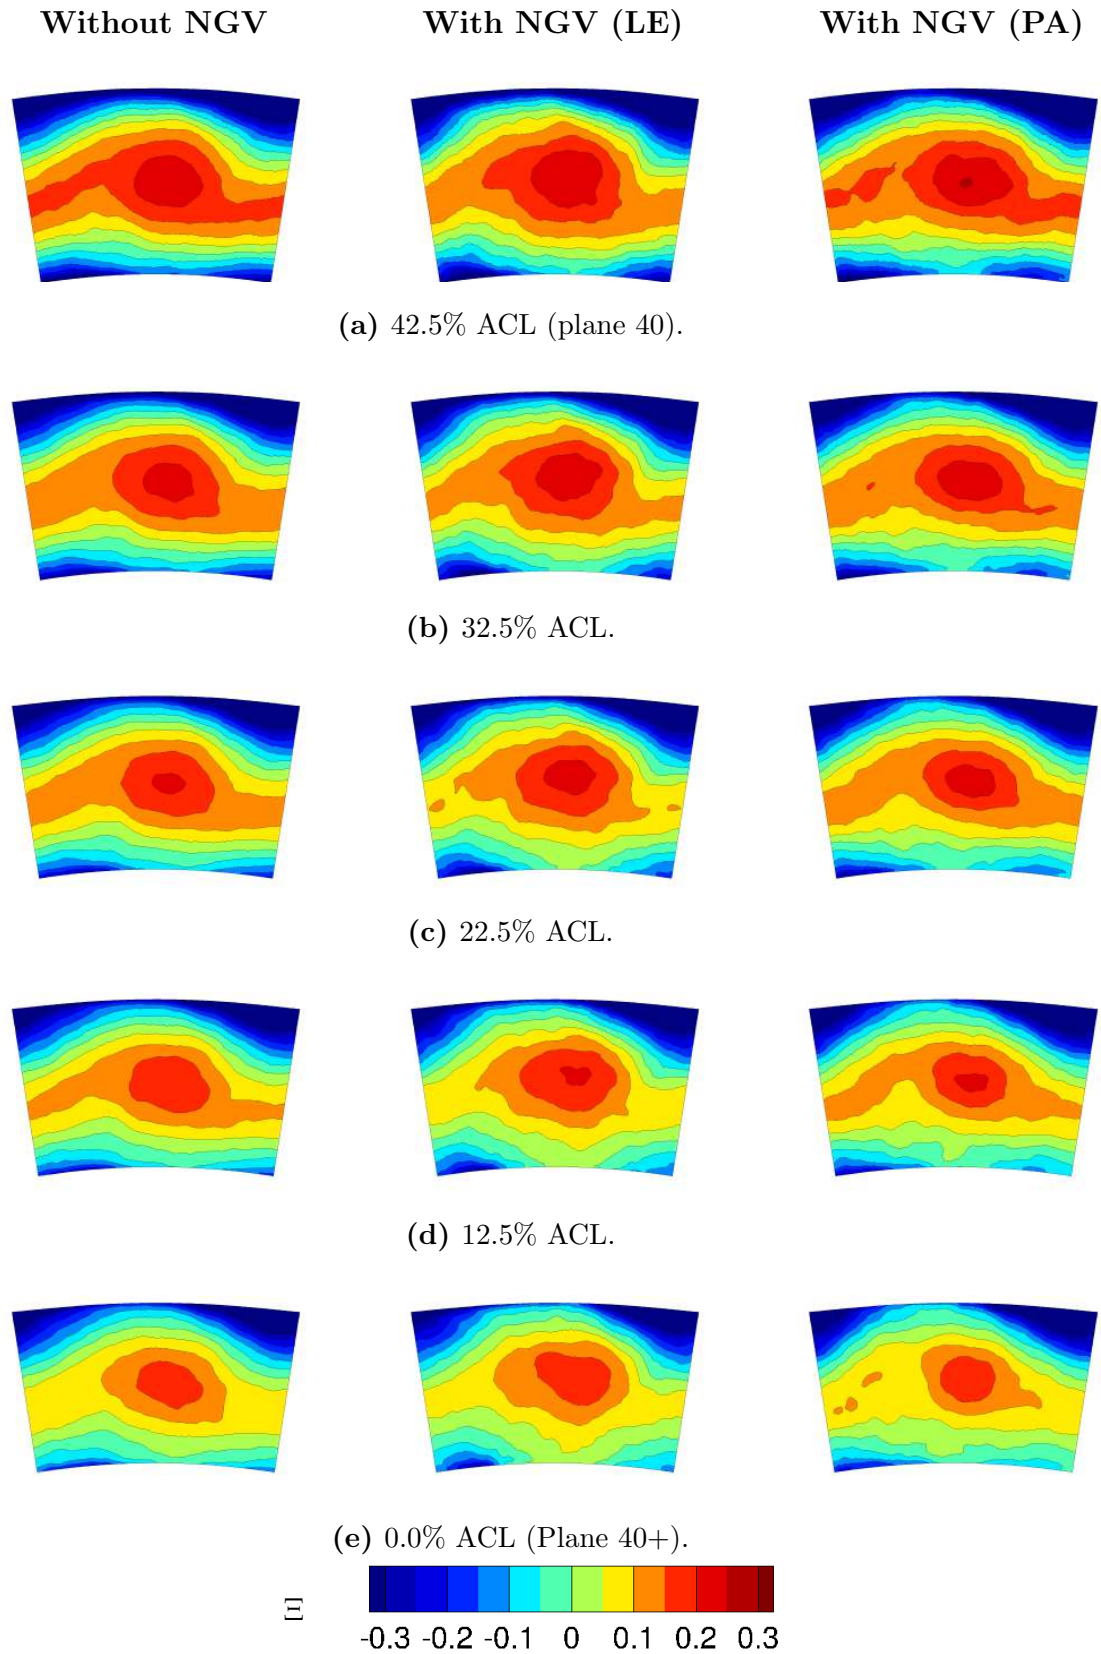 Without NGV With NGV (LE) With NGV (PA)
(a) 42.5% ACL (plane 40).
(b) 32.5% ACL.
(c) 22.5% ACL.
(d) 12.5% ACL.
(e) 0.0% ACL (Plane 40+).
Ξ
-0.3 -0.2 -0.1 0 0.1 0.2 0.3